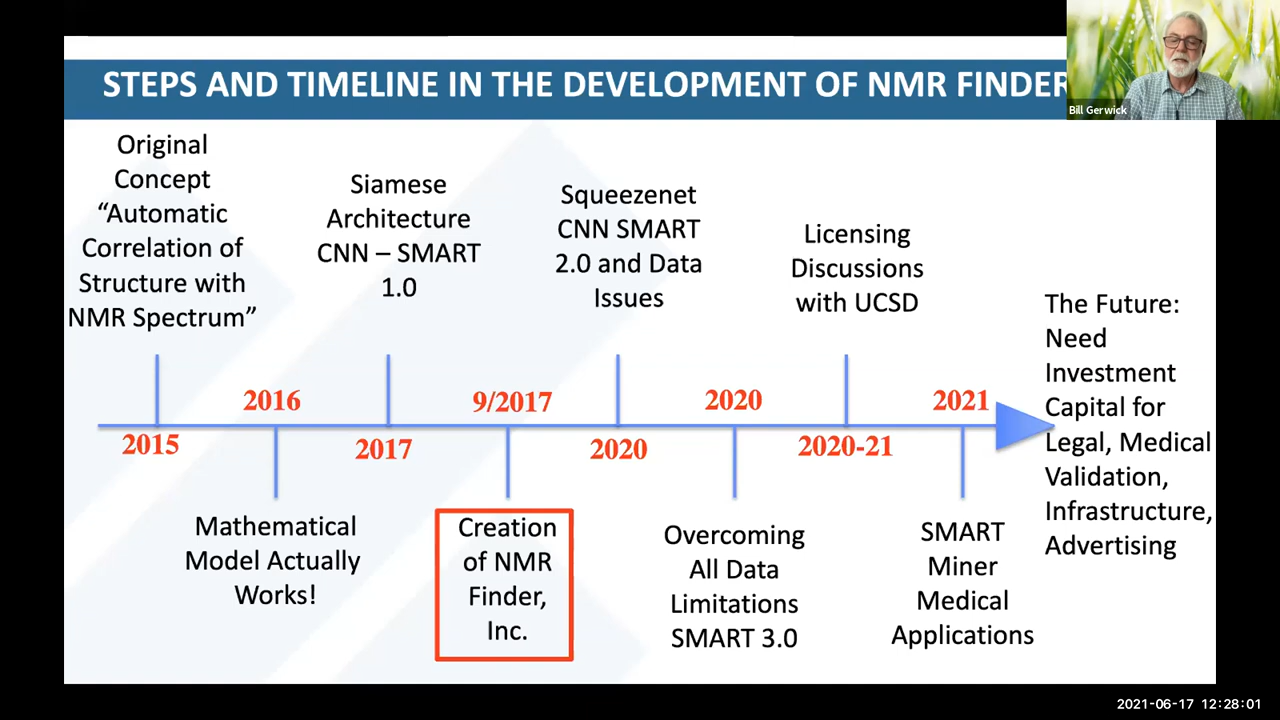 STEPS AND TIMELINE IN THE DEVELOPMENT OF NMR FINDER
Bill Gerwick
Original
Concept
“Automatic
Correlation of
Structure with
NMR Spectrum”
Siamese
Architecture
CNN – SMART
1.0
Squeezenet
CNN SMART
2.0 and Data
Issues
Licensing
Discussions
with UCSD
The Future:
Need
Investment
Capital for
Legal, Medical
Validation,
Infrastructure,
Advertising
2016
9/2017
2020
2021
2015
2017
2020
2020-21
Mathematical
Model Actually
Works!
Creation
of NMR
Finder,
Inc.
Overcoming
All Data
Limitations
SMART 3.0
SMART
Miner
Medical
Applications
2021-06-17 12:28:01